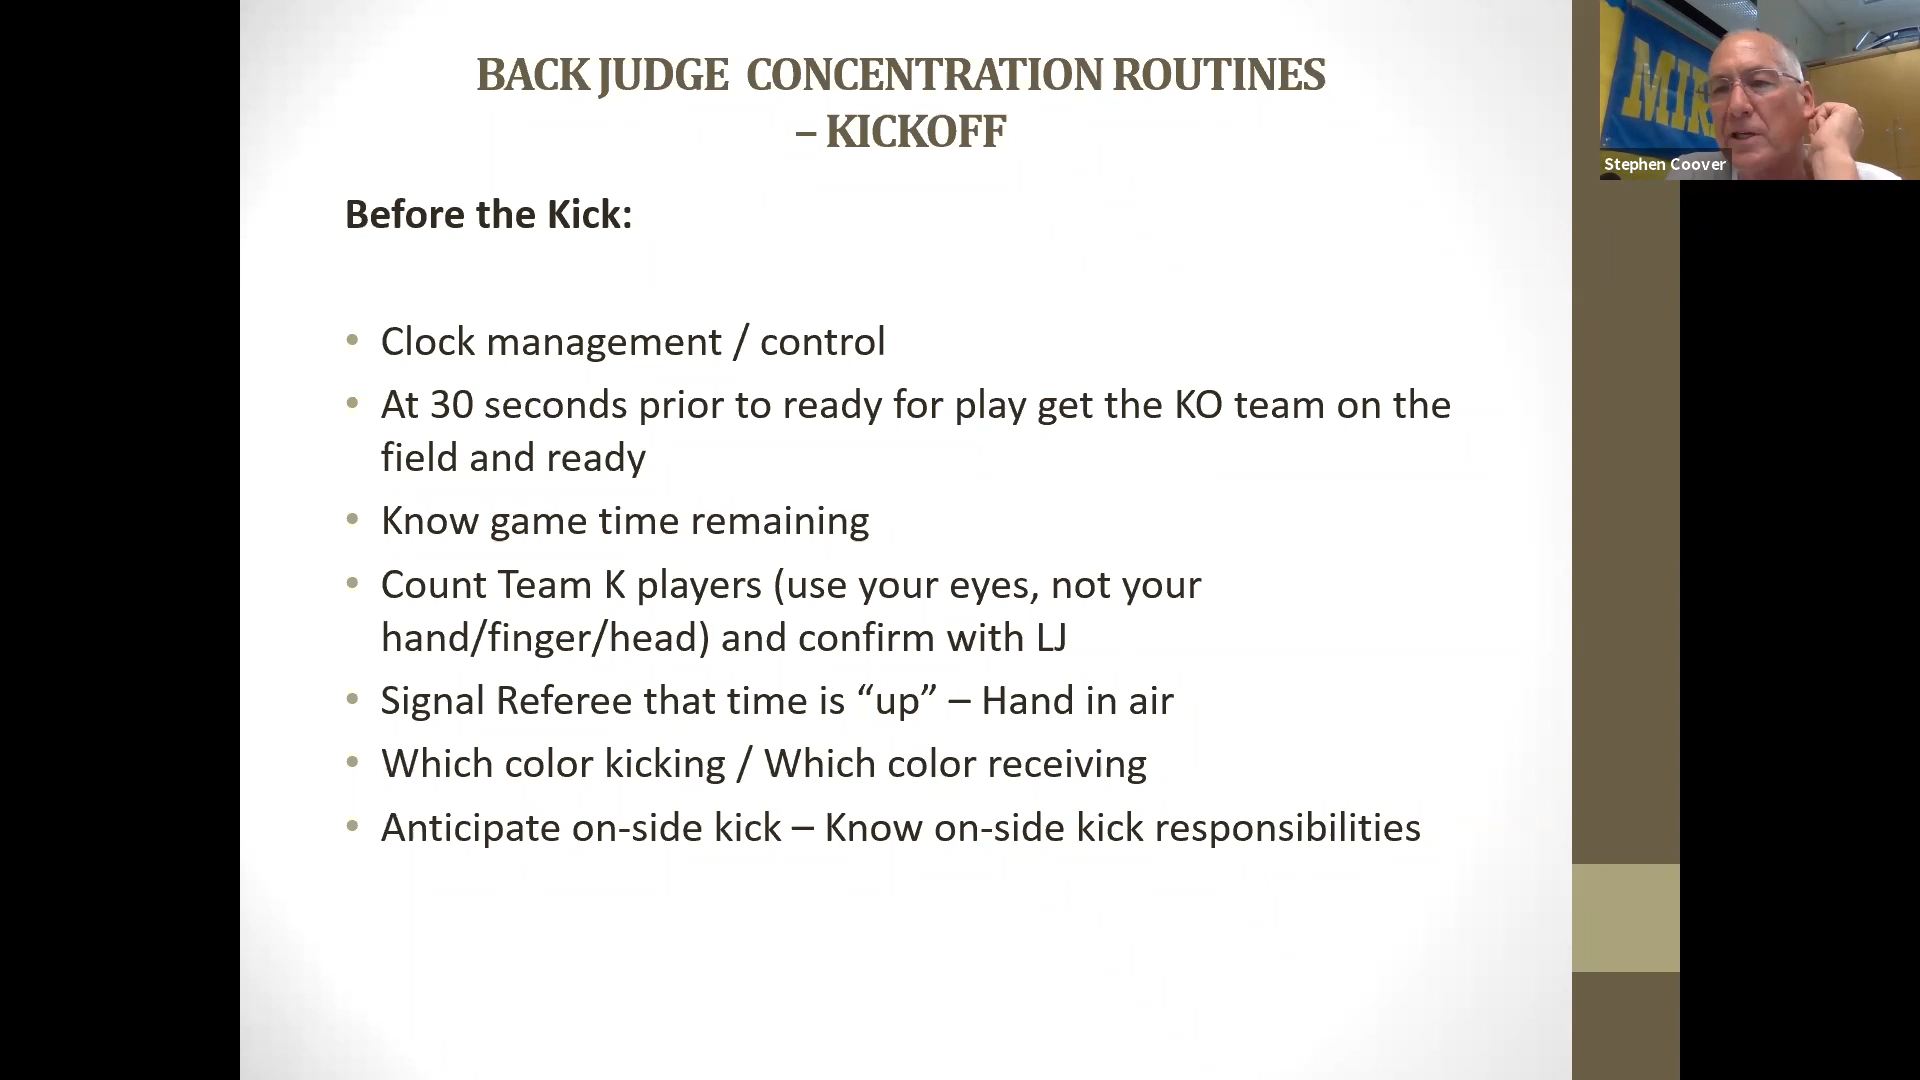 BACK JUDGE CONCENTRATION ROUTINES
– KICKOFF
Before the Kick:
• Clock management / control
• At 30 seconds prior to ready for play get the KO team on the
field and ready
• Know game time remaining
• Count Team K players (use your eyes, not your
hand/finger/head) and confirm with LJ
• Signal Referee that time is “up” – Hand in air
• Which color kicking / Which color receiving
• Anticipate on-side kick – Know on-side kick responsibilities
Stephen Coover